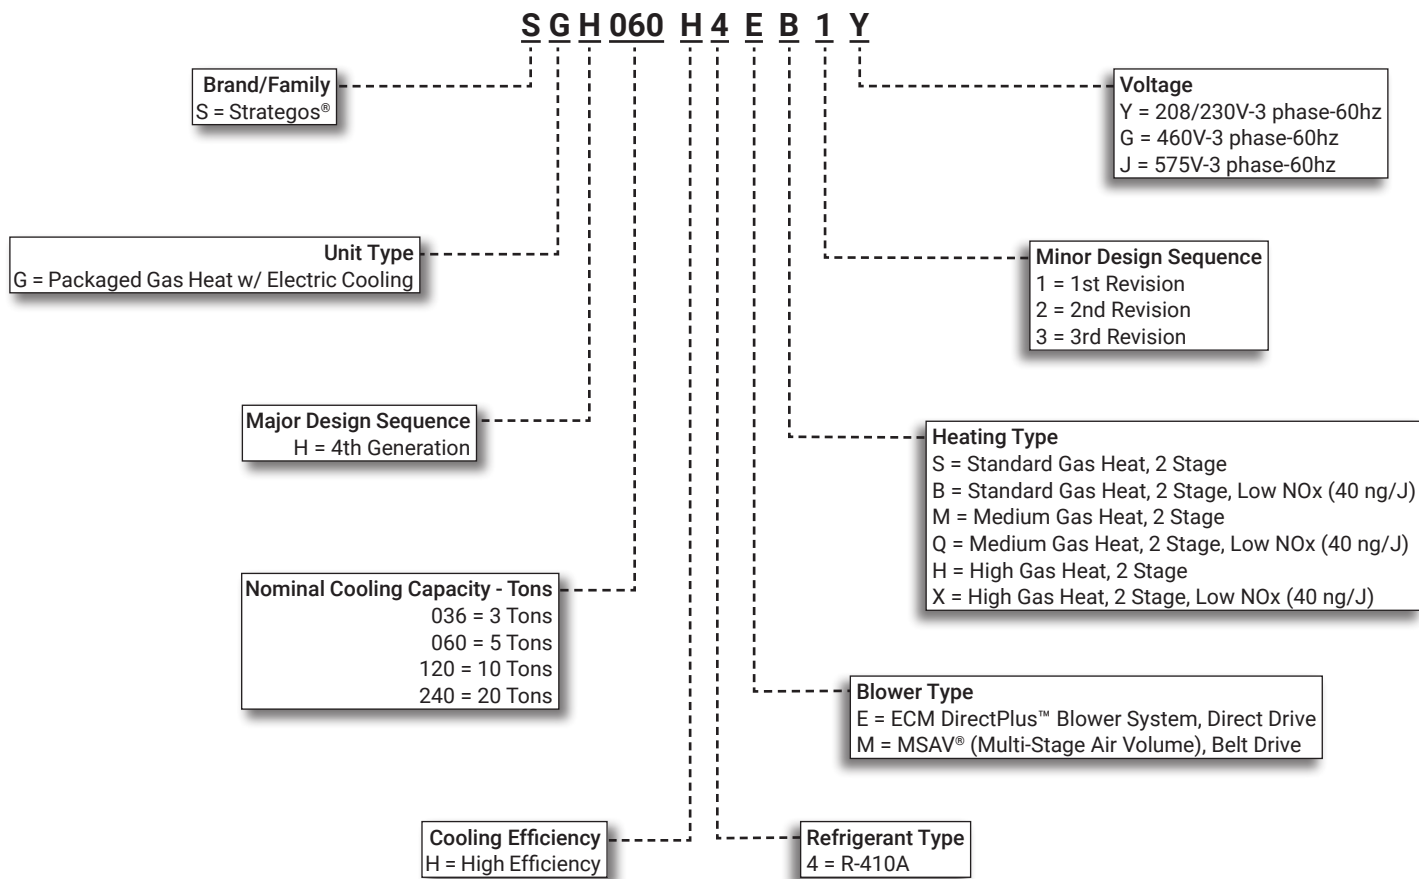 S G H 060 H 4 E B 1 Y
Brand/Family
S = Strategos®
Voltage
Y = 208/230V-3 phase-60hz
G = 460V-3 phase-60hz
J = 575V-3 phase-60hz
Unit Type
G = Packaged Gas Heat w/ Electric Cooling
Minor Design Sequence
1 = 1st Revision
2 = 2nd Revision
3 = 3rd Revision
Major Design Sequence
H = 4th Generation
Heating Type
S = Standard Gas Heat, 2 Stage
B = Standard Gas Heat, 2 Stage, Low NOx (40 ng/J)
M = Medium Gas Heat, 2 Stage
Q = Medium Gas Heat, 2 Stage, Low NOx (40 ng/J)
H = High Gas Heat, 2 Stage
X = High Gas Heat, 2 Stage, Low NOx (40 ng/J)
Nominal Cooling Capacity - Tons
036 = 3 Tons
060 = 5 Tons
120 = 10 Tons
240 = 20 Tons
Blower Type
E = ECM DirectPlus™ Blower System, Direct Drive
M = MSAV® (Multi-Stage Air Volume), Belt Drive
Cooling Efficiency
H = High Efficiency
Refrigerant Type
4 = R-410A